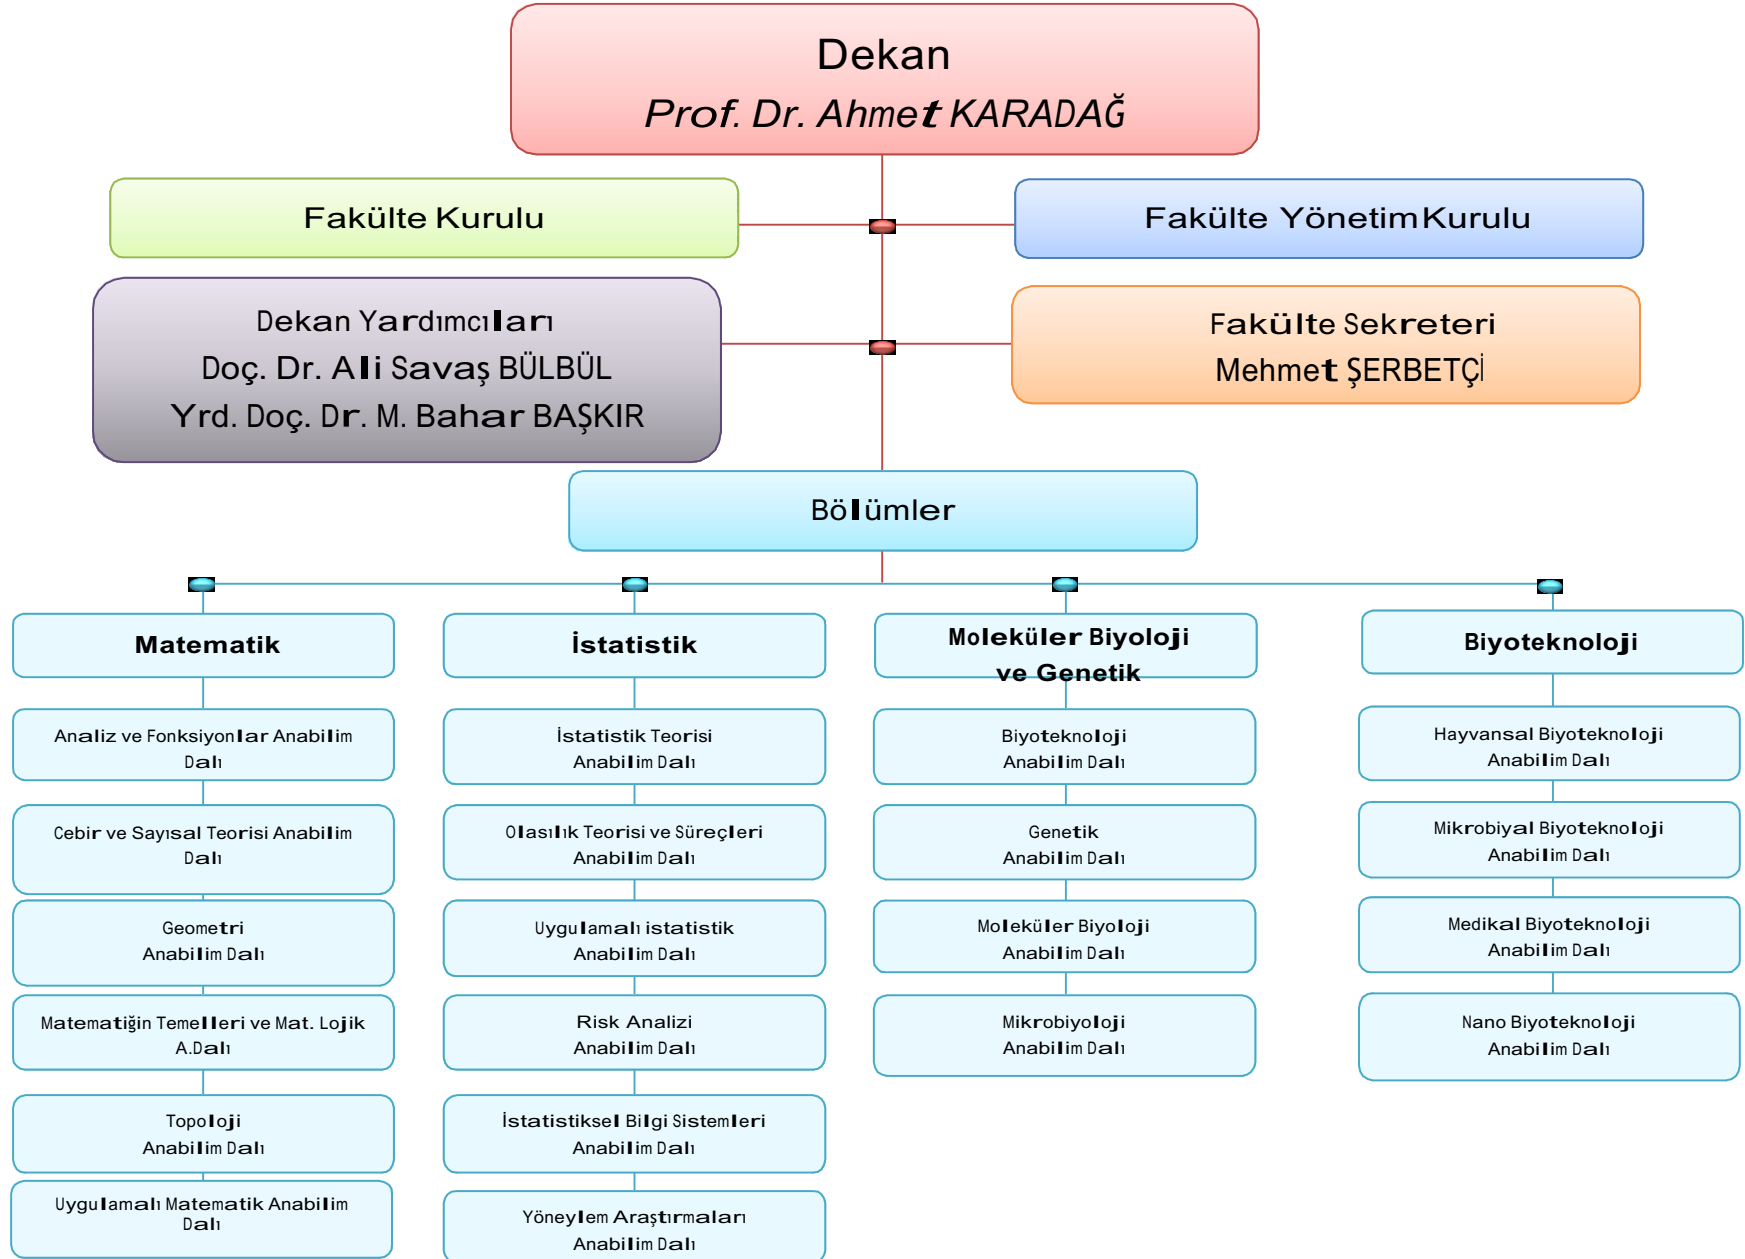 Dekan
Prof. Dr. Ahmet KARADAĞ
Fakülte Kurulu
Fakülte Yönetim Kurulu
Dekan Yardımcıları
Doç. Dr. Ali Savaş BÜLBÜL
Yrd. Doç. Dr. M. Bahar BAŞKIR
Fakülte Sekreteri
Mehmet ŞERBETÇİ
Bölümler
Matematik
Analiz ve Fonksiyonlar Anabilim
Dalı
Cebir ve Sayısal Teorisi Anabilim
Dalı
Geometri
Anabilim Dalı
Matematiğin Temelleri ve Mat. Lojik
A.Dalı
Topoloji
Anabilim Dalı
Uygulamalı Matematik Anabilim
Dalı
İstatistik
İstatistik Teorisi
Anabilim Dalı
Olasılık Teorisi ve Süreçleri
Anabilim Dalı
Uygulamalı istatistik
Anabilim Dalı
Risk Analizi
Anabilim Dalı
İstatistiksel Bilgi Sistemleri
Anabilim Dalı
Yöneylem Araştırmaları
Anabilim Dalı
Moleküler Biyoloji
ve Genetik
Biyoteknoloji
Anabilim Dalı
Genetik
Anabilim Dalı
Moleküler Biyoloji
Anabilim Dalı
Mikrobiyoloji
Anabilim Dalı
Biyoteknoloji
Hayvansal Biyoteknoloji
Anabilim Dalı
Mikrobiyal Biyoteknoloji
Anabilim Dalı
Medikal Biyoteknoloji
Anabilim Dalı
Nano Biyoteknoloji
Anabilim Dalı